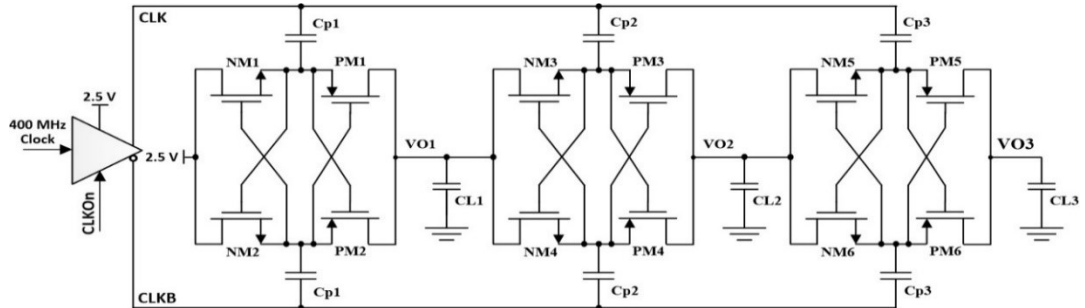 CLK
Cp1
Cp2
Cp3
NM1
PM1
NM3
PM3
NM5
PM5
2.5 V
400 MHz
Clock
2.5 V
VO1
VO2
VO3
CL1
CL2
CL3
CLKOn
NM2
PM2
NM4
PM4
NM6
PM6
Cp1
Cp2
Cp3
CLKB